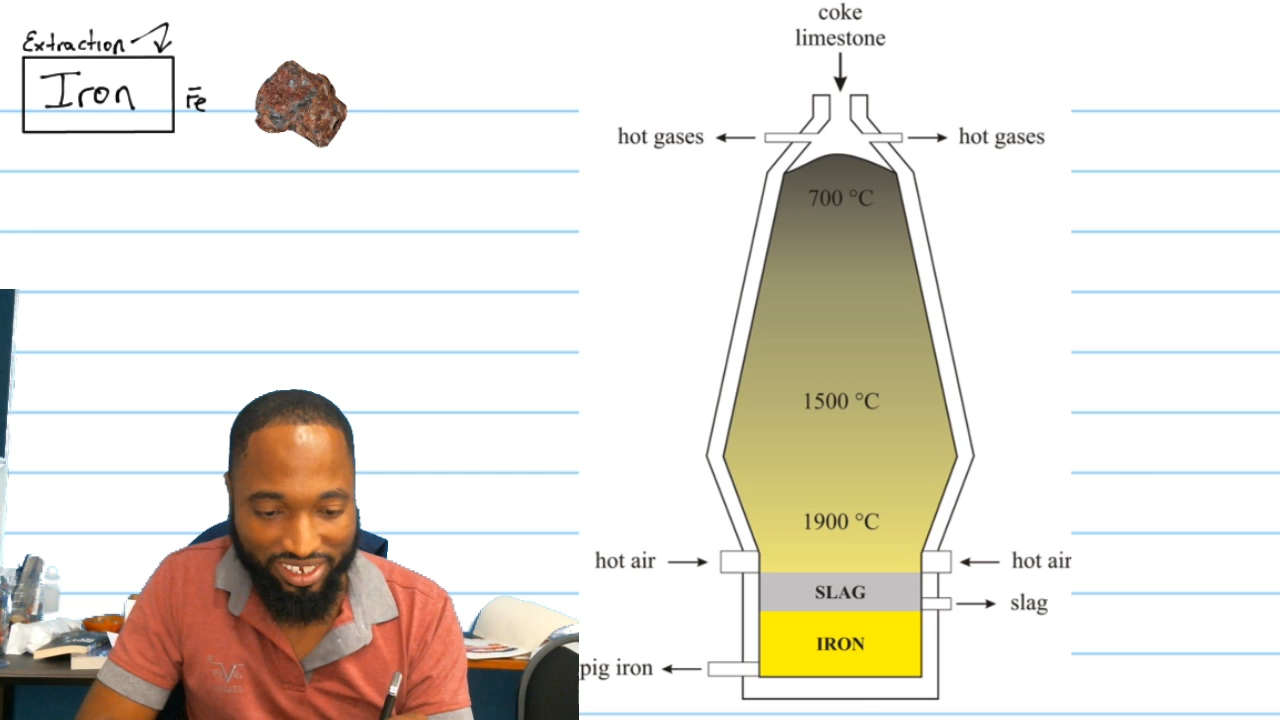 Extraction
Iron
Fe
coke
limestone
hot gases
hot gases
700 °C
1500 °C
1900 °C
hot air
hot air
SLAG
slag
IRON
pig iron